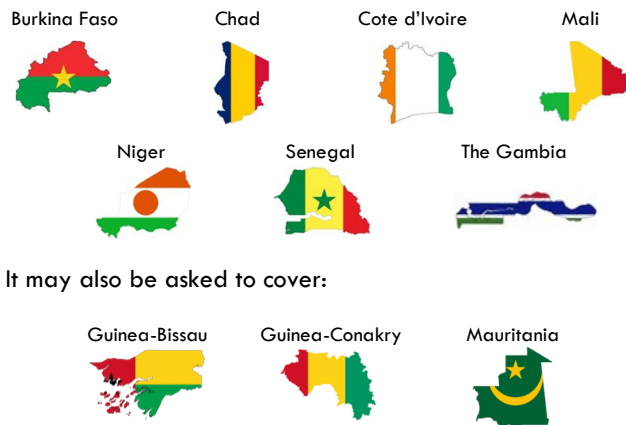 Burkina Faso Chad Cote d'Ivoire Mali
Niger Senegal The Gambia
It may also be asked to cover:
Guinea-Bissau Guinea-Conakry Mauritania